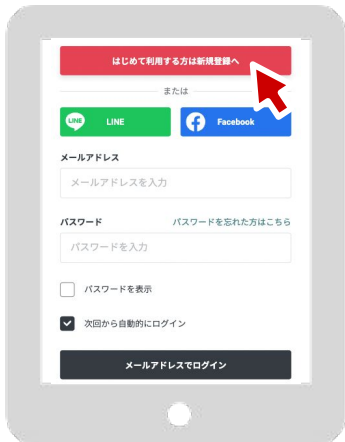 はじめて利用する方は新規登録へ
または
LINE LINE
Facebook
メールアドレス
メールアドレスを入力
パスワード パスワードを忘れた方はこちら
パスワードを入力
パスワードを表示
次回から自動的にログイン
メールアドレスでログイン